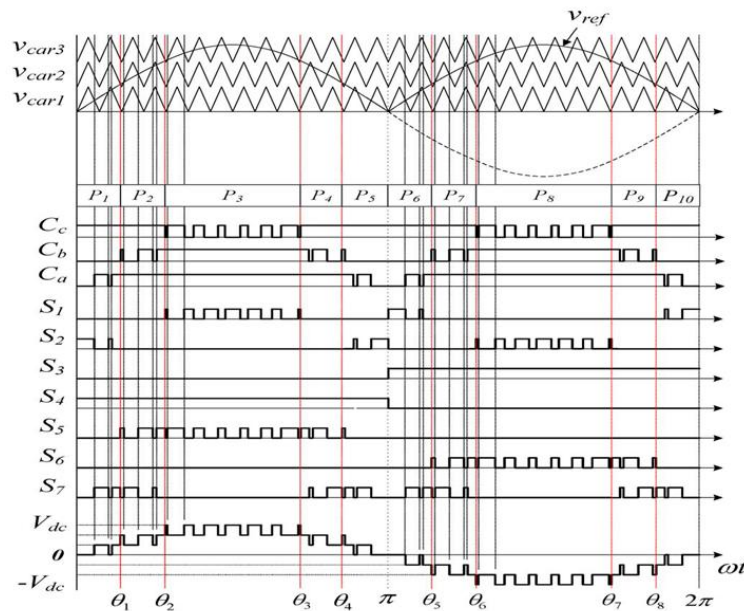 v_ref
v_car3
v_car2
v_car1
P_1 P_2 P_3 P_4 P_5 P_6 P_7 P_8 P_9 P_10
C_c
C_b
C_a
S_1
S_2
S_3
S_4
S_5
S_6
S_7
V_dc
0
-V_dc
ωt
θ_1 θ_2 θ_3 θ_4 π θ_5 θ_6 θ_7 θ_8 2π